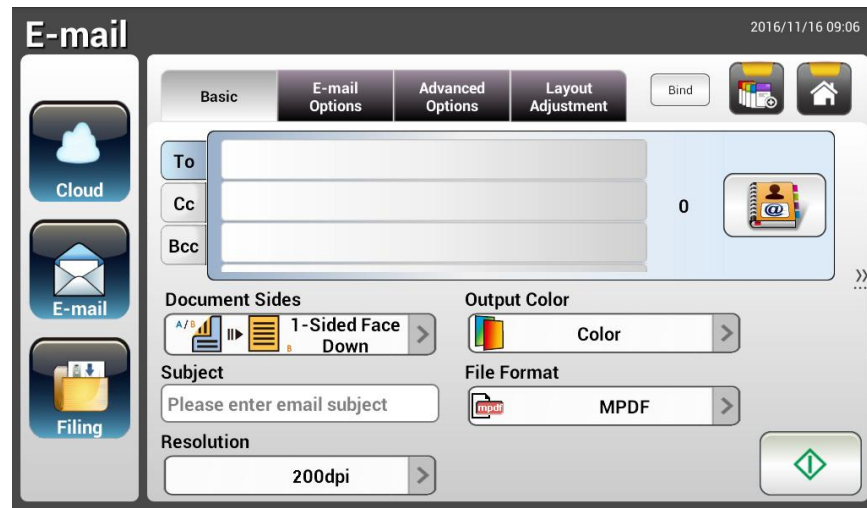 E-mail
2016/11/16 09:06
Basic
E-mail
Options
Advanced
Options
Layout
Adjustment
Bind
Cloud
E-mail
Filing
To
Cc
Bcc
0
@
Document Sides
A/B
B
1-Sided Face
Down
Output Color
Color
Subject
Please enter email subject
File Format
mpdf
MPDF
Resolution
200dpi